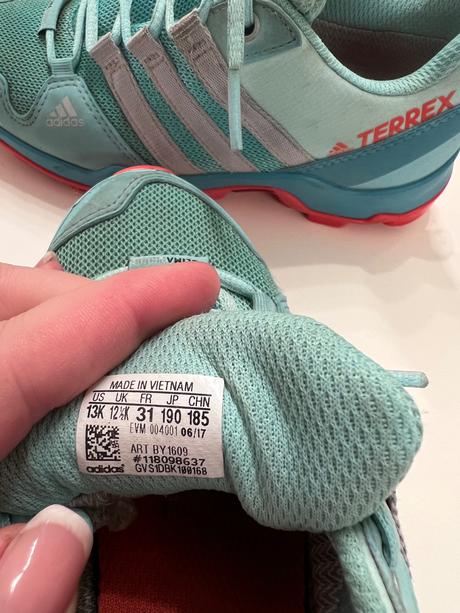 adidas
TERREX
MADE IN VIETNAM
US UK FR JP CHN
13K 12½K 31 190 185
EVM 004001 06/17
ART BY1609
#118098637
adidas GVS1DBK100168